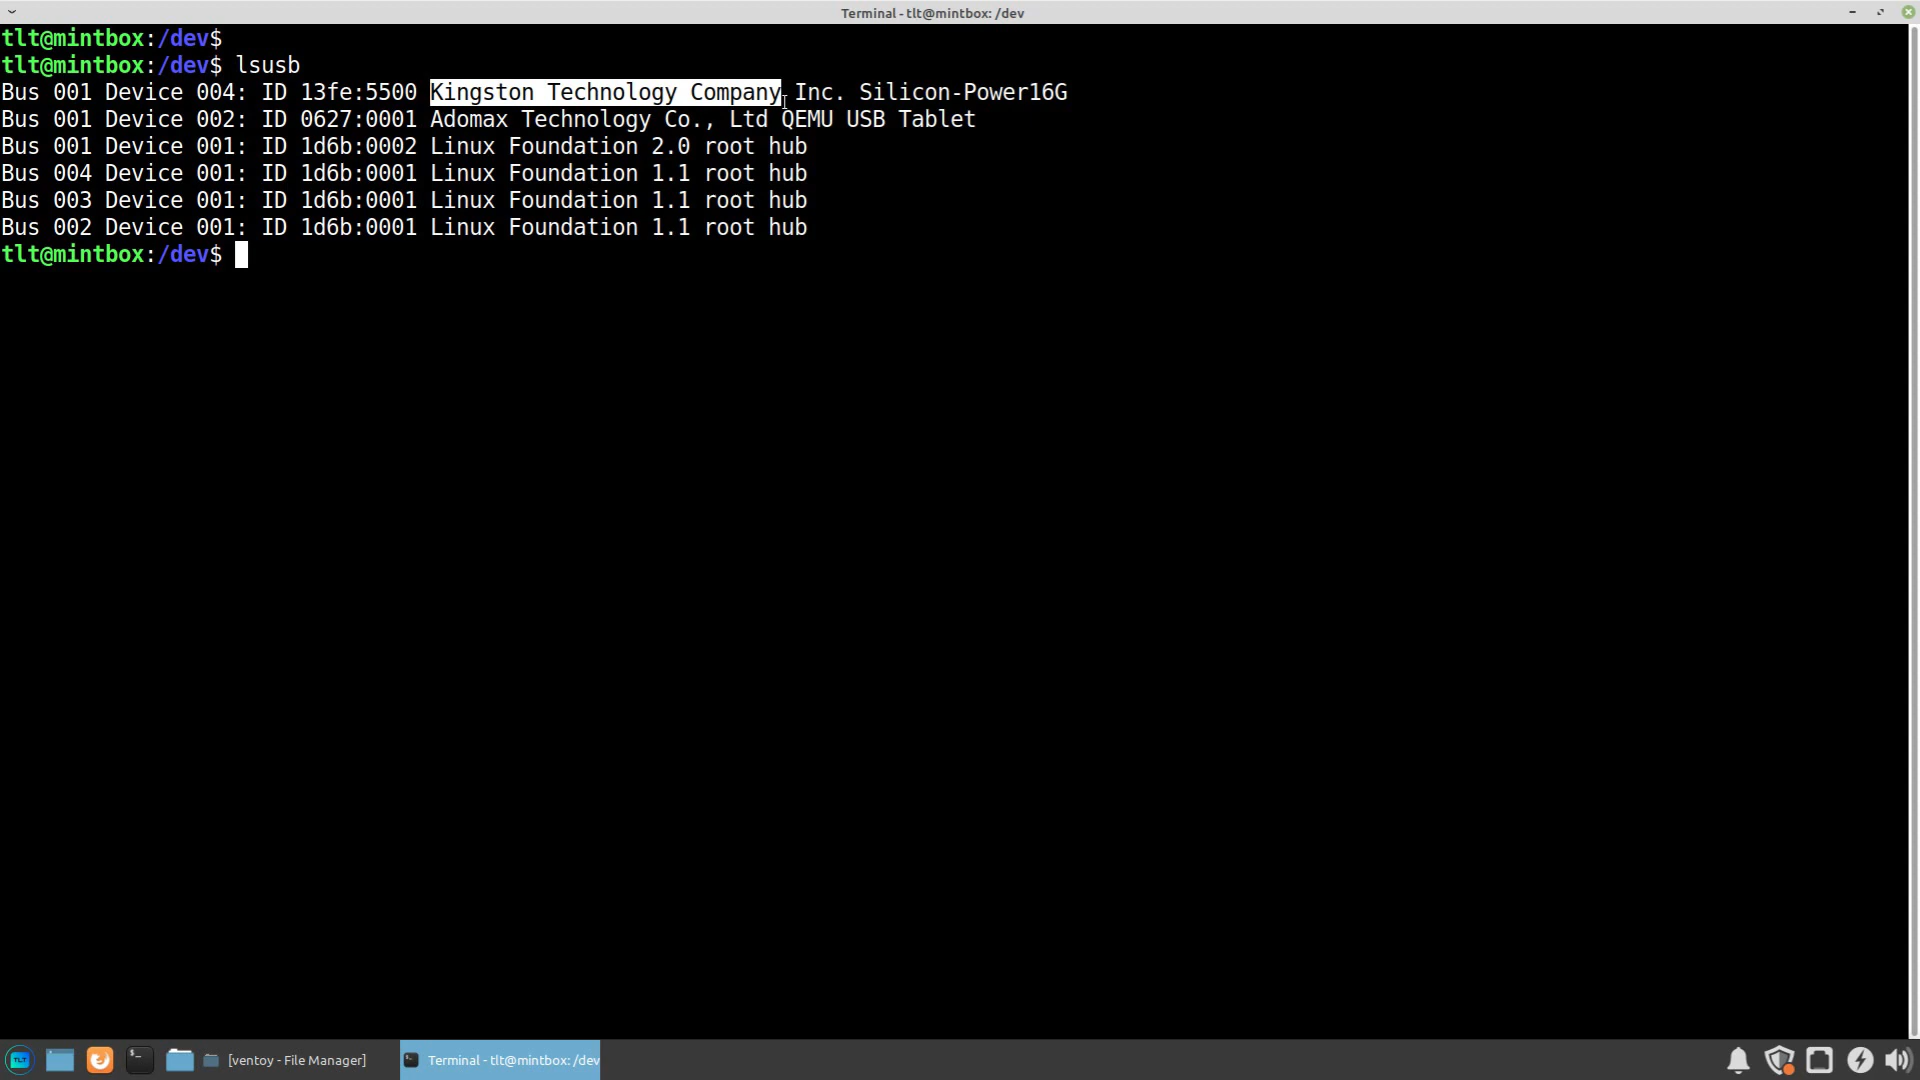 Terminal - tlt@mintbox: /dev
tlt@mintbox:/dev$
tlt@mintbox:/dev$ lsusb
Bus 001 Device 004: ID 13fe:5500 Kingston Technology Company Inc. Silicon-Power16G
Bus 001 Device 002: ID 0627:0001 Adomax Technology Co., Ltd QEMU USB Tablet
Bus 001 Device 001: ID 1d6b:0002 Linux Foundation 2.0 root hub
Bus 004 Device 001: ID 1d6b:0001 Linux Foundation 1.1 root hub
Bus 003 Device 001: ID 1d6b:0001 Linux Foundation 1.1 root hub
Bus 002 Device 001: ID 1d6b:0001 Linux Foundation 1.1 root hub
tlt@mintbox:/dev$
TLT $_ [ventoy - File Manager] Terminal - tlt@mintbox: /dev